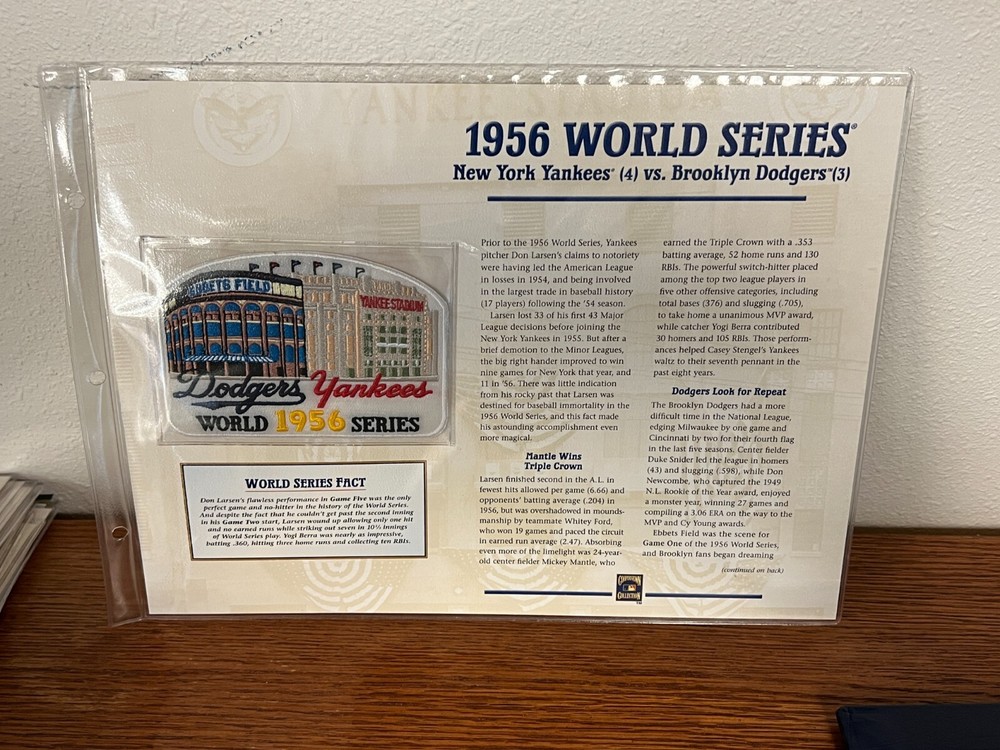 YANKEE STADIUM
1956 WORLD SERIES®
New York Yankees® (4) vs. Brooklyn Dodgers™(3)
EBBETS FIELD
YANKEE STADIUM
Dodgers Yankees
WORLD 1956 SERIES
WORLD SERIES FACT
Don Larsen's flawless performance in Game Five was the only
perfect game and no-hitter in the history of the World Series.
And despite the fact that he couldn't get past the second inning
in his Game Two start, Larsen wound up allowing only one hit
and no earned runs while striking out seven in 10⅔ innings
of World Series play. Yogi Berra was nearly as impressive,
batting .360, hitting three home runs and collecting ten RBIs.
Prior to the 1956 World Series, Yankees
pitcher Don Larsen's claims to notoriety
were having led the American League
in losses in 1954, and being involved
in the largest trade in baseball history
(17 players) following the '54 season.
Larsen lost 33 of his first 43 Major
League decisions before joining the
New York Yankees in 1955. But after a
brief demotion to the Minor Leagues,
the big right hander improved to win
nine games for New York that year, and
11 in '56. There was little indication
from his rocky past that Larsen was
destined for baseball immortality in the
1956 World Series, and this fact made
his astounding accomplishment even
more magical.
Mantle Wins
Triple Crown
Larsen finished second in the A.L. in
fewest hits allowed per game (6.66) and
opponents' batting average (.204) in
1956, but was overshadowed in mounds-
manship by teammate Whitey Ford,
who won 19 games and paced the circuit
in earned run average (2.47). Absorbing
even more of the limelight was 24-year-
old center fielder Mickey Mantle, who
earned the Triple Crown with a .353
batting average, 52 home runs and 130
RBIs. The powerful switch-hitter placed
among the top two league players in
five other offensive categories, including
total bases (376) and slugging (.705),
to take home a unanimous MVP award,
while catcher Yogi Berra contributed
30 homers and 105 RBIs. Those perform-
ances helped Casey Stengel's Yankees
waltz to their seventh pennant in the
past eight years.
Dodgers Look for Repeat
The Brooklyn Dodgers had a more
difficult time in the National League,
edging Milwaukee by one game and
Cincinnati by two for their fourth flag
in the last five seasons. Center fielder
Duke Snider led the league in homers
(43) and slugging (.598), while Don
Newcombe, who captured the 1949
N.L. Rookie of the Year award, enjoyed
a monster year, winning 27 games and
compiling a 3.06 ERA on the way to the
MVP and Cy Young awards.
Ebbets Field was the scene for
Game One of the 1956 World Series,
and Brooklyn fans began dreaming
(continued on back)
COOPERSTOWN
COLLECTION